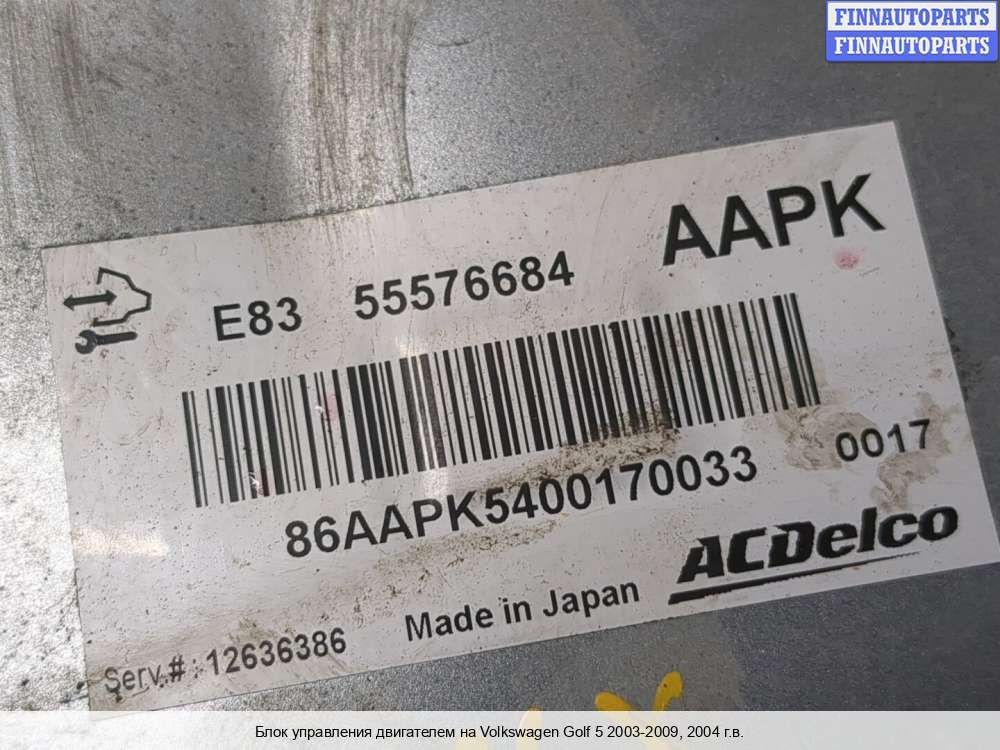 FINNAUTOPARTS
FINNAUTOPARTS
AAPK
E83 55576684
86AAPK5400170033 0017
ACDelco
Made in Japan
Serv.#: 12636386
Блок управления двигателем на Volkswagen Golf 5 2003-2009, 2004 г.в.